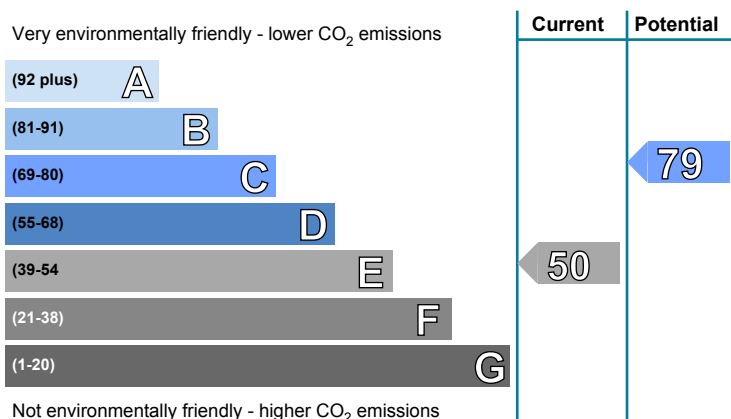 Very environmentally friendly - lower CO2 emissions
Current
Potential
(92 plus) A
(81-91) B
(69-80) C
79
(55-68) D
(39-54 E
50
(21-38) F
(1-20) G
Not environmentally friendly - higher CO2 emissions